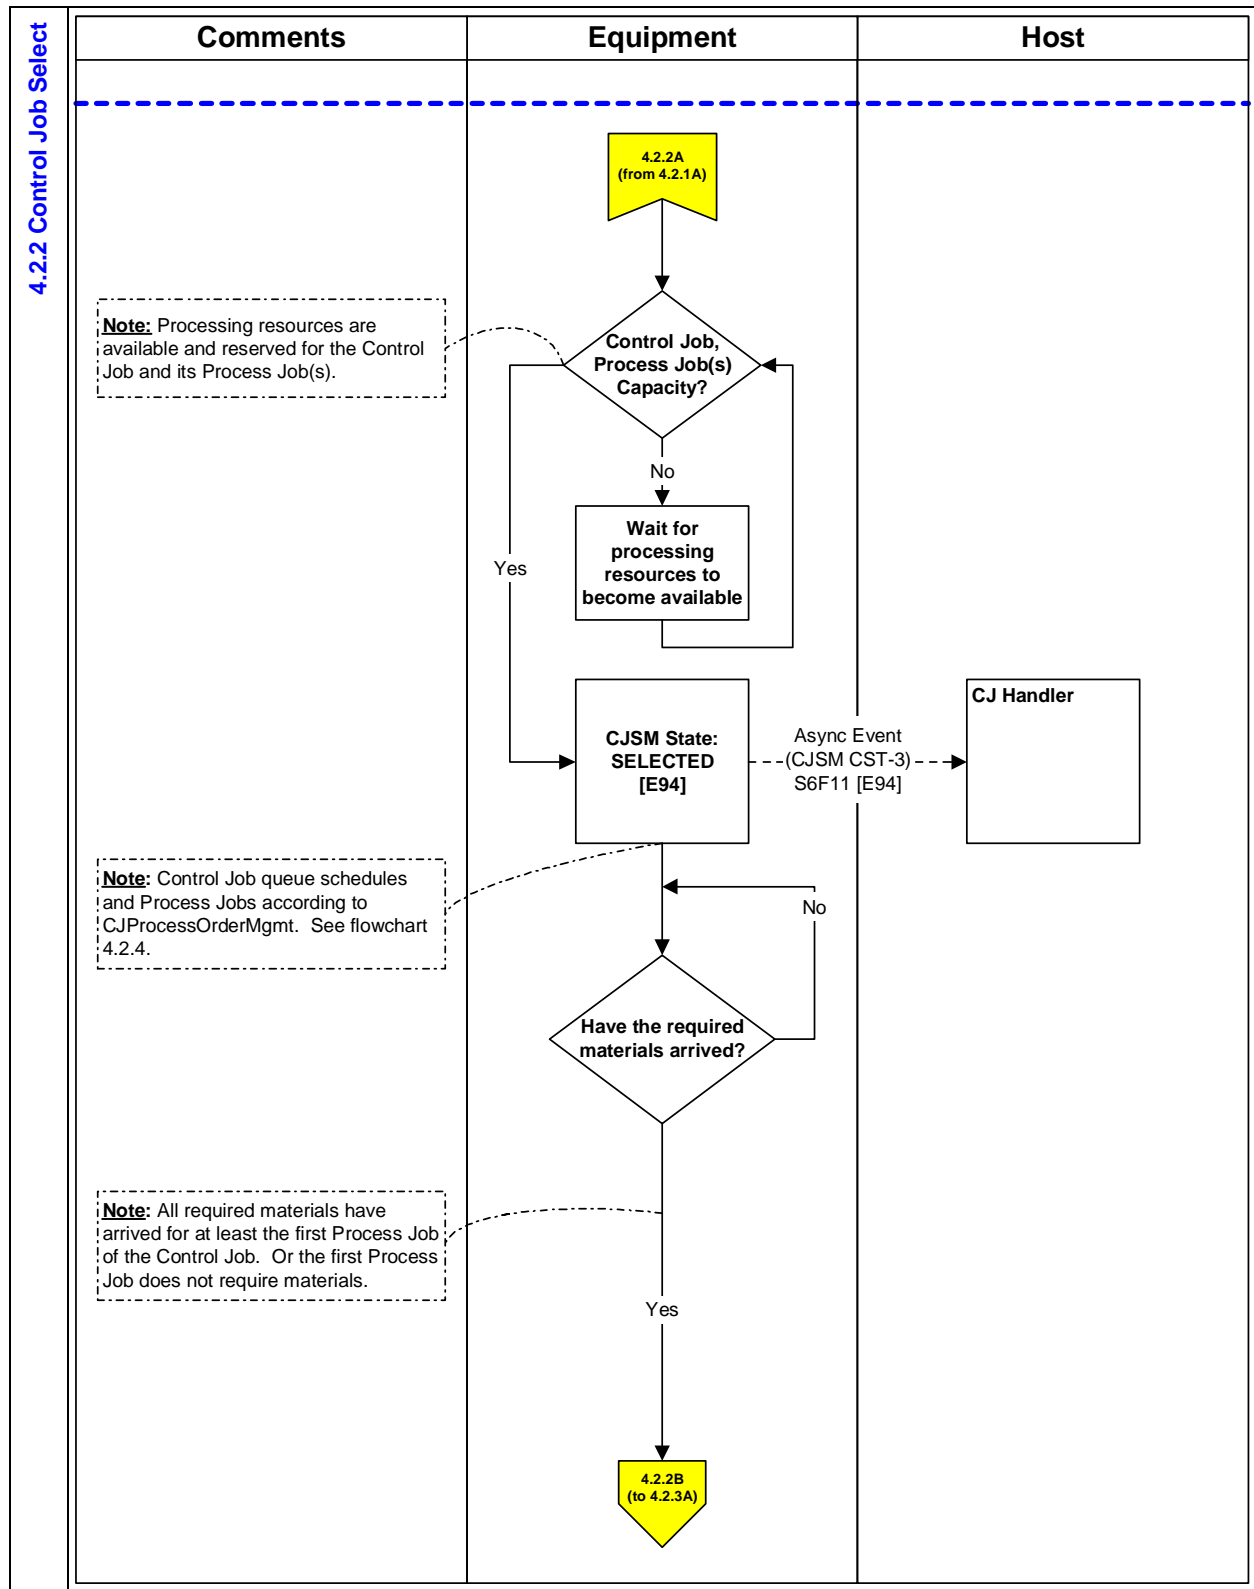 4.2.2 Control Job Select
Comments
Equipment
Host
4.2.2A
(from 4.2.1A)
Note: Processing resources are
available and reserved for the Control
Job and its Process Job(s).
Control Job,
Process Job(s)
Capacity?
No
Wait for
processing
resources to
become available
Yes
CJSM State:
SELECTED
[E94]
Async Event
(CJSM CST-3)
S6F11 [E94]
CJ Handler
Note: Control Job queue schedules
and Process Jobs according to
CJProcessOrderMgmt. See flowchart
4.2.4.
No
Have the required
materials arrived?
Note: All required materials have
arrived for at least the first Process Job
of the Control Job. Or the first Process
Job does not require materials.
Yes
4.2.2B
(to 4.2.3A)